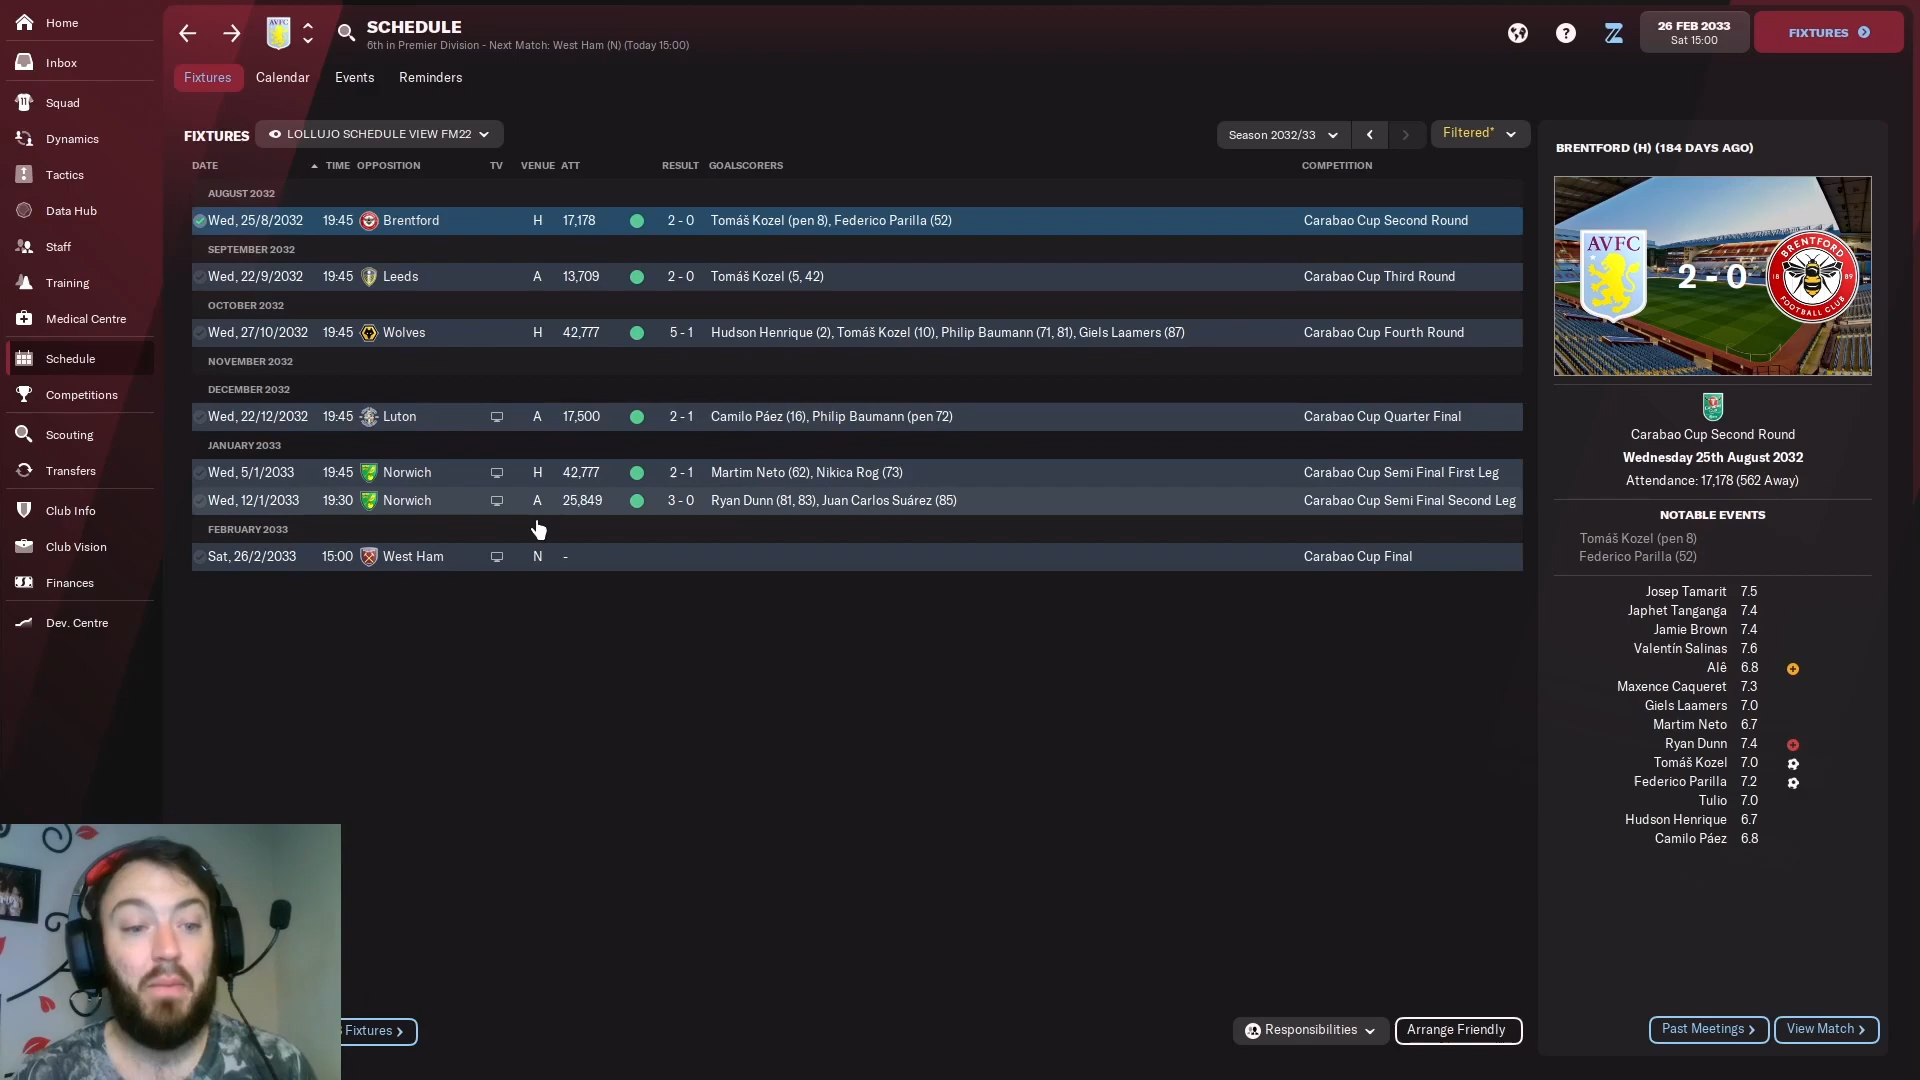 Home
Inbox
Squad
Dynamics
Tactics
Data Hub
Staff
Training
Medical Centre
Schedule
Competitions
Scouting
Transfers
Club Info
Club Vision
Finances
Dev. Centre
AVFC
SCHEDULE
6th in Premier Division - Next Match: West Ham (N) (Today 15:00)
26 FEB 2033
Sat 15:00
FIXTURES
Fixtures Calendar Events Reminders
FIXTURES LOLLUJO SCHEDULE VIEW FM22 Season 2032/33 Filtered*
DATE TIME OPPOSITION TV VENUE ATT RESULT GOALSCORERS COMPETITION
AUGUST 2032
Wed, 25/8/2032 19:45 Brentford H 17,178 2 - 0 Tomáš Kozel (pen 8), Federico Parilla (52) Carabao Cup Second Round
SEPTEMBER 2032
Wed, 22/9/2032 19:45 Leeds A 13,709 2 - 0 Tomáš Kozel (5, 42) Carabao Cup Third Round
OCTOBER 2032
Wed, 27/10/2032 19:45 Wolves H 42,777 5 - 1 Hudson Henrique (2), Tomáš Kozel (10), Philip Baumann (71, 81), Giels Laamers (87) Carabao Cup Fourth Round
NOVEMBER 2032
DECEMBER 2032
Wed, 22/12/2032 19:45 Luton A 17,500 2 - 1 Camilo Páez (16), Philip Baumann (pen 72) Carabao Cup Quarter Final
JANUARY 2033
Wed, 5/1/2033 19:45 Norwich H 42,777 2 - 1 Martim Neto (62), Nikica Rog (73) Carabao Cup Semi Final First Leg
Wed, 12/1/2033 19:30 Norwich A 25,849 3 - 0 Ryan Dunn (81, 83), Juan Carlos Suárez (85) Carabao Cup Semi Final Second Leg
FEBRUARY 2033
Sat, 26/2/2033 15:00 West Ham N - Carabao Cup Final
BRENTFORD (H) (184 DAYS AGO)
AVFC
2 - 0
BRENTFORD
18 89
FOOTBALL CLUB
Carabao Cup Second Round
Wednesday 25th August 2032
Attendance: 17,178 (562 Away)
NOTABLE EVENTS
Tomáš Kozel (pen 8)
Federico Parilla (52)
Josep Tamarit 7.5
Japhet Tanganga 7.4
Jamie Brown 7.4
Valentín Salinas 7.6
Alê 6.8
Maxence Caqueret 7.3
Giels Laamers 7.0
Martim Neto 6.7
Ryan Dunn 7.4
Tomáš Kozel 7.0
Federico Parilla 7.2
Tulio 7.0
Hudson Henrique 6.7
Camilo Páez 6.8
Fixtures
Responsibilities
Arrange Friendly
Past Meetings
View Match